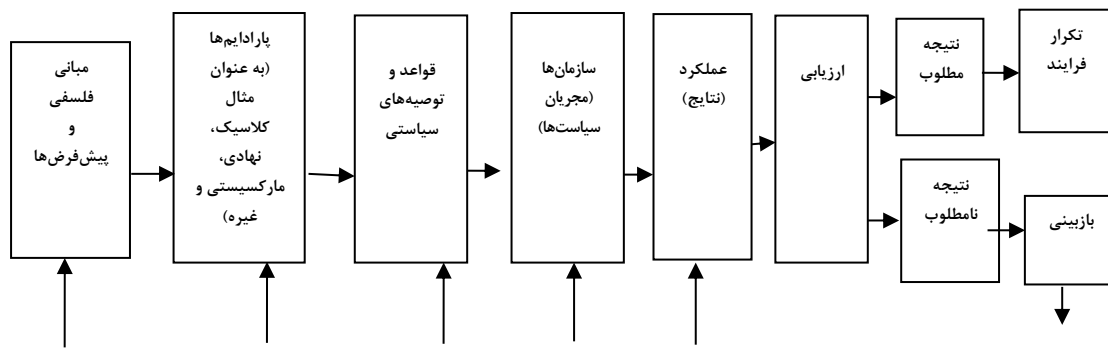 مبانی
فلسفی
و
پیش‌فرض‌ها
پارادایم‌ها
(به عنوان
مثال
کلاسیک،
نهادی،
مارکسیستی و
غیره)
قواعد و
توصیه‌های
سیاستی
سازمان‌ها
(مجریان
سیاست‌ها)
عملکرد
(نتایج)
ارزیابی
نتیجه
مطلوب
تکرار
فرایند
نتیجه
نامطلوب
بازبینی